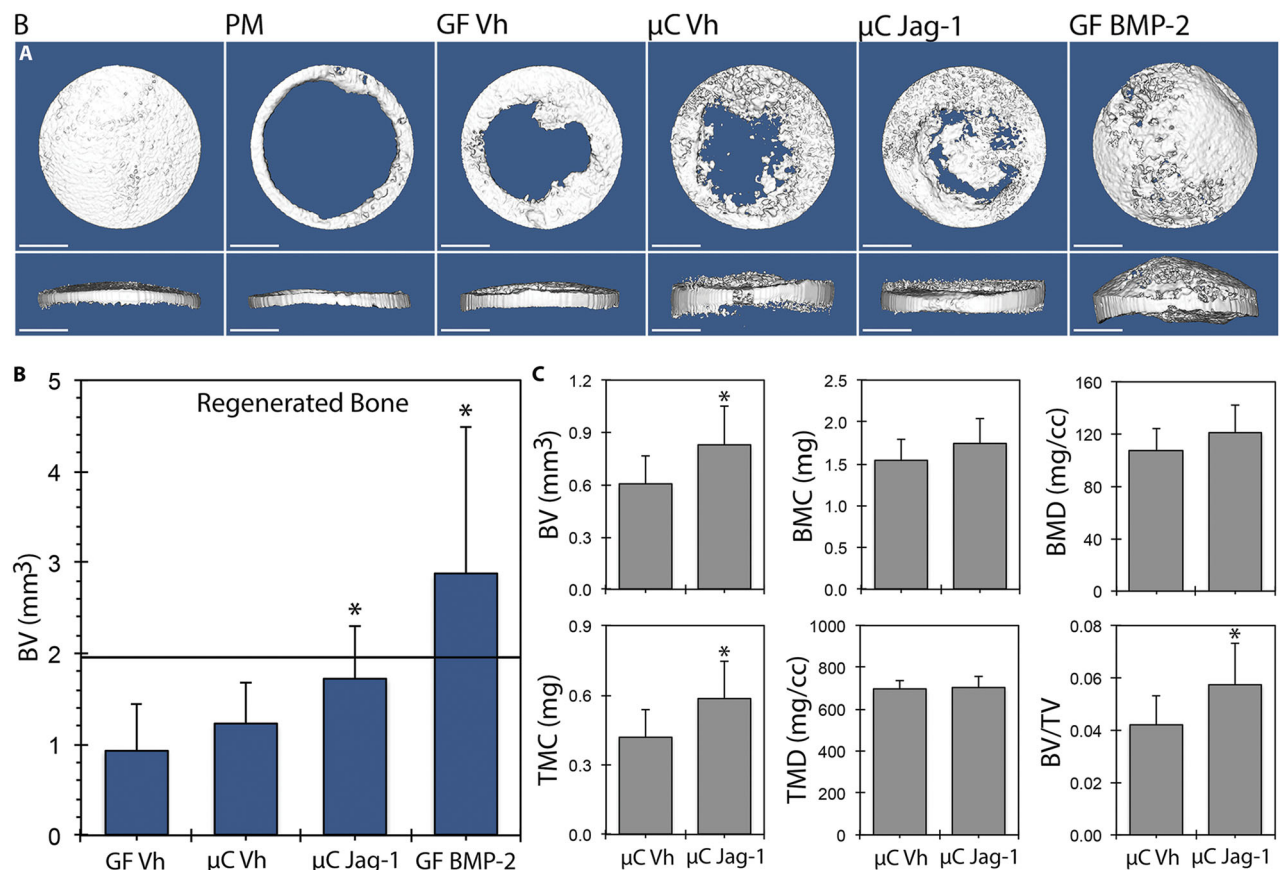 B PM GF Vh µC Vh µC Jag-1 GF BMP-2
A
B
Regenerated Bone
BV (mm3)
5
4
3
2
1
0
*
*
GF Vh µC Vh µC Jag-1 GF BMP-2
C
BV (mm3)
1.2
0.9
0.6
0.3
0.0
*
BMC (mg)
2.5
2.0
1.5
1.0
0.5
0.0
BMD (mg/cc)
160
120
80
40
0
TMC (mg)
0.9
0.6
0.3
0.0
*
µC Vh µC Jag-1
TMD (mg/cc)
1000
800
600
400
200
0
µC Vh µC Jag-1
BV/TV
0.08
0.06
0.04
0.02
0.00
*
µC Vh µC Jag-1